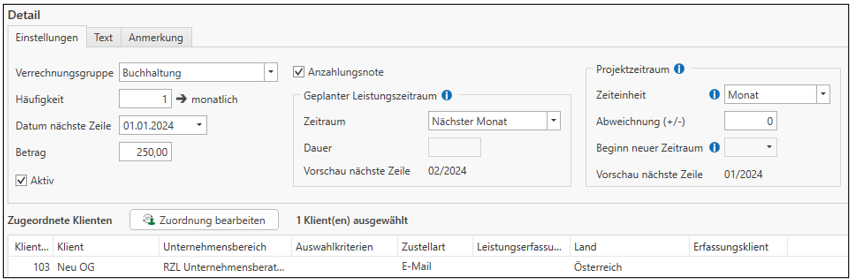 Detail
Einstellungen Text Anmerkung
Verrechnungsgruppe Buchhaltung
Häufigkeit 1 → monatlich
Datum nächste Zeile 01.01.2024
Betrag 250,00
Aktiv
Anzahlungsnote
Geplanter Leistungszeitraum
Zeitraum Nächster Monat
Dauer
Vorschau nächste Zeile 02/2024
Projektzeitraum
Zeiteinheit Monat
Abweichnung (+/-) 0
Beginn neuer Zeitraum
Vorschau nächste Zeile 01/2024
Zugeordnete Klienten Zuordnung bearbeiten 1 Klient(en) ausgewählt
Klient... Klient Unternehmensbereich Auswahlkriterien Zustellart Leistungserfassu... Land Erfassungsklient
103 Neu OG RZL Unternehmensberat... E-Mail Österreich